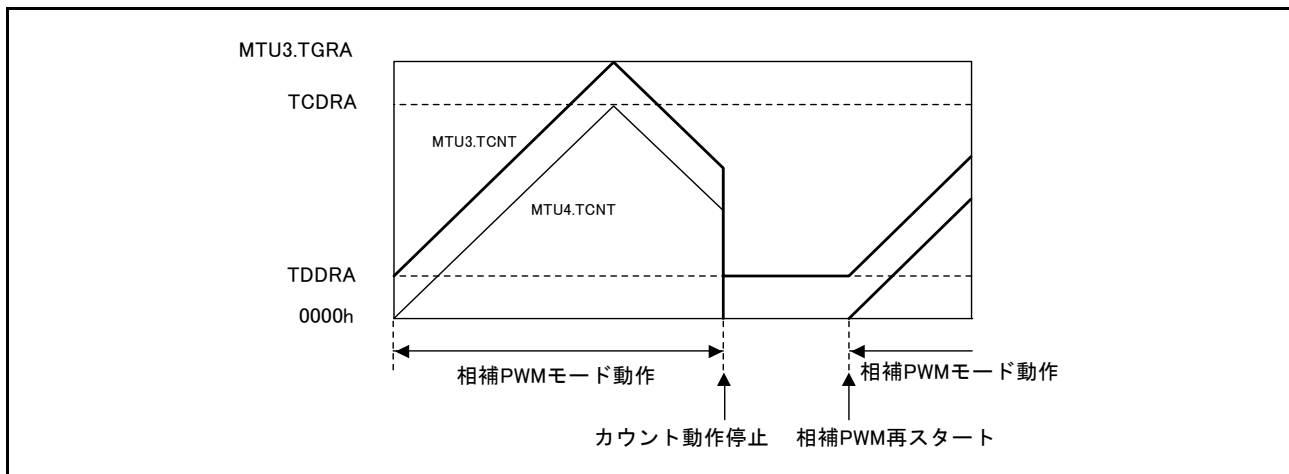 MTU3.TGRA
TCDRA
MTU3.TCNT
MTU4.TCNT
TDDRA
0000h
相補PWMモード動作
相補PWMモード動作
カウント動作停止
相補PWM再スタート